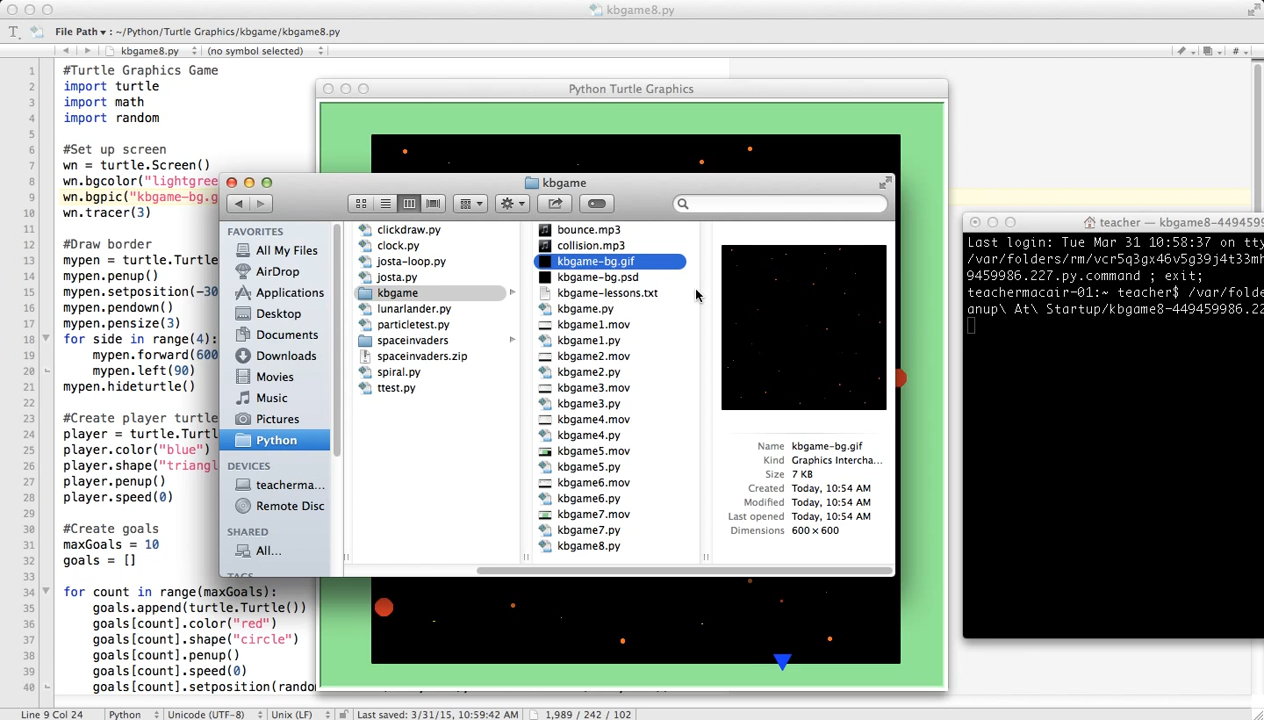 kbgame8.py
File Path ▾ : ~/Python/Turtle Graphics/kbgame/kbgame8.py
kbgame8.py
(no symbol selected)
#
1 #Turtle Graphics Game
2 import turtle
3 import math
4 import random
5
6 #Set up screen
7 wn = turtle.Screen()
8 wn.bgcolor("lightgree
9 wn.bgpic("kbgame-bg.g
10 wn.tracer(3)
11
12 #Draw border
13 mypen = turtle.Turtl
14 mypen.penup()
15 mypen.setposition(-30
16 mypen.pendown()
17 mypen.pensize(3)
18 for side in range(4):
19 mypen.forward(600
20 mypen.left(90)
21 mypen.hideturtle()
22
23 #Create player turtle
24 player = turtle.Turtl
25 player.color("blue")
26 player.shape("triangl
27 player.penup()
28 player.speed(0)
29
30 #Create goals
31 maxGoals = 10
32 goals = []
33
34 for count in range(maxGoals):
35 goals.append(turtle.Turtle())
36 goals[count].color("red")
37 goals[count].shape("circle")
38 goals[count].penup()
39 goals[count].speed(0)
40 goals[count].setposition(rando
Line 9 Col 24
Python
Unicode (UTF-8)
Unix (LF)
Last saved: 3/31/15, 10:59:42 AM
1,989 / 242 / 102
Python Turtle Graphics
kbgame
FAVORITES
All My Files
AirDrop
Applications
Desktop
Documents
Downloads
Movies
Music
Pictures
Python
DEVICES
teacherma...
Remote Disc
SHARED
All...
TAGS
clickdraw.py
clock.py
josta-loop.py
josta.py
kbgame
lunarlander.py
particletest.py
spaceinvaders
spaceinvaders.zip
spiral.py
ttest.py
bounce.mp3
collision.mp3
kbgame-bg.gif
kbgame-bg.psd
kbgame-lessons.txt
kbgame.py
kbgame1.mov
kbgame1.py
kbgame2.mov
kbgame2.py
kbgame3.mov
kbgame3.py
kbgame4.mov
kbgame4.py
kbgame5.mov
kbgame5.py
kbgame6.mov
kbgame6.py
kbgame7.mov
kbgame7.py
kbgame8.py
Name kbgame-bg.gif
Kind Graphics Intercha...
Size 7 KB
Created Today, 10:54 AM
Modified Today, 10:54 AM
Last opened Today, 10:54 AM
Dimensions 600×600
teacher — kbgame8-4494599
Last login: Tue Mar 31 10:58:37 on tty
/var/folders/rm/vcr5q3gx46v5g39j4t33mh
9459986.227.py.command ; exit;
teachermacair-01:~ teacher$ /var/folde
anup\ At\ Startup/kbgame8-449459986.22